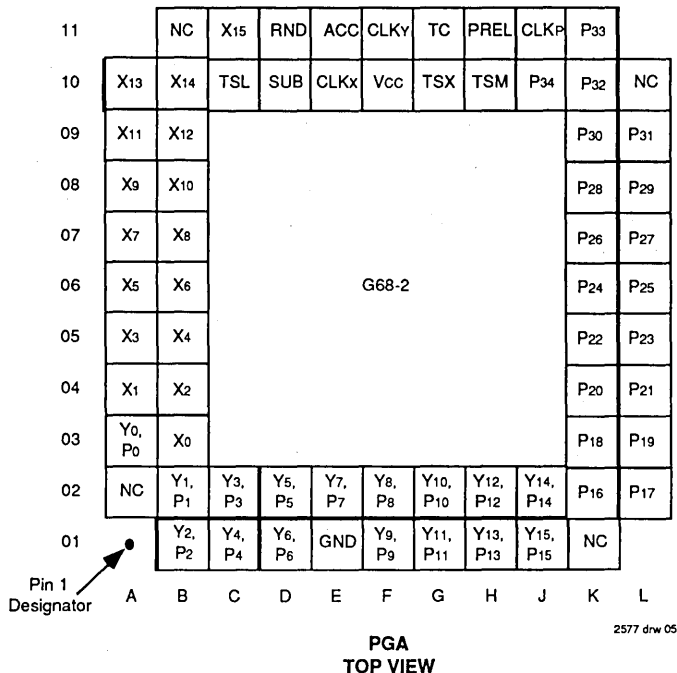 11 NC X15 RND ACC CLKY TC PREL CLKP P33
10 X13 X14 TSL SUB CLKX VCC TSX TSM P34 P32 NC
09 X11 X12 P30 P31
08 X9 X10 P28 P29
07 X7 X8 P26 P27
06 X5 X6 G68-2 P24 P25
05 X3 X4 P22 P23
04 X1 X2 P20 P21
03 Y0, P0 X0 P18 P19
02 NC Y1, P1 Y3, P3 Y5, P5 Y7, P7 Y8, P8 Y10, P10 Y12, P12 Y14, P14 P16 P17
01 Y2, P2 Y4, P4 Y6, P6 GND Y9, P9 Y11, P11 Y13, P13 Y15, P15 NC
Pin 1
Designator
A B C D E F G H J K L
2577 drw 05
PGA
TOP VIEW